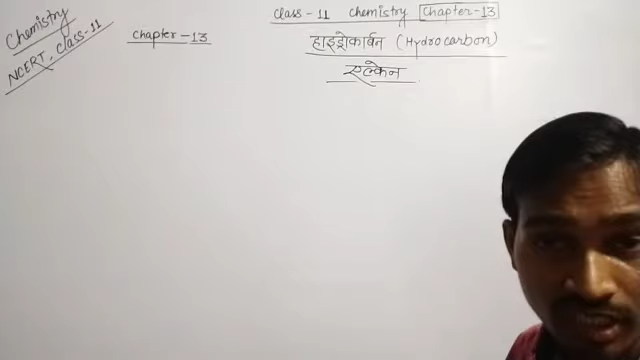 Chemistry
NCERT, Class-11
Chapter-13
Class-11 Chemistry Chapter-13
हाइड्रोकार्बन (Hydrocarbon)
एल्केन